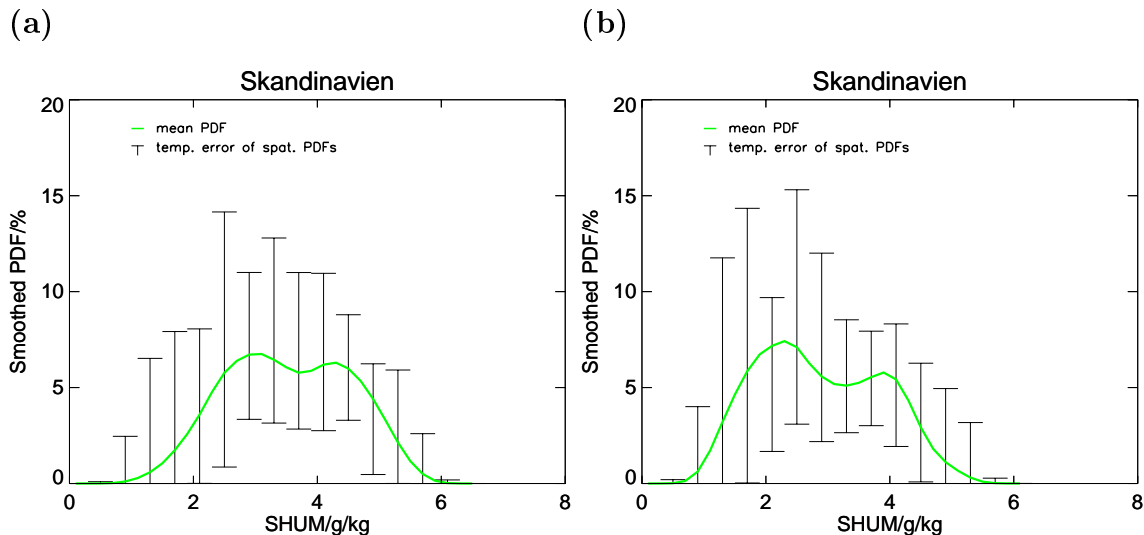 (a)
Skandinavien
20
15
10
5
0
Smoothed PDF/%
mean PDF
temp. error of spat. PDFs
0 2 4 6 8
SHUM/g/kg
(b)
Skandinavien
20
15
10
5
0
Smoothed PDF/%
mean PDF
temp. error of spat. PDFs
0 2 4 6 8
SHUM/g/kg